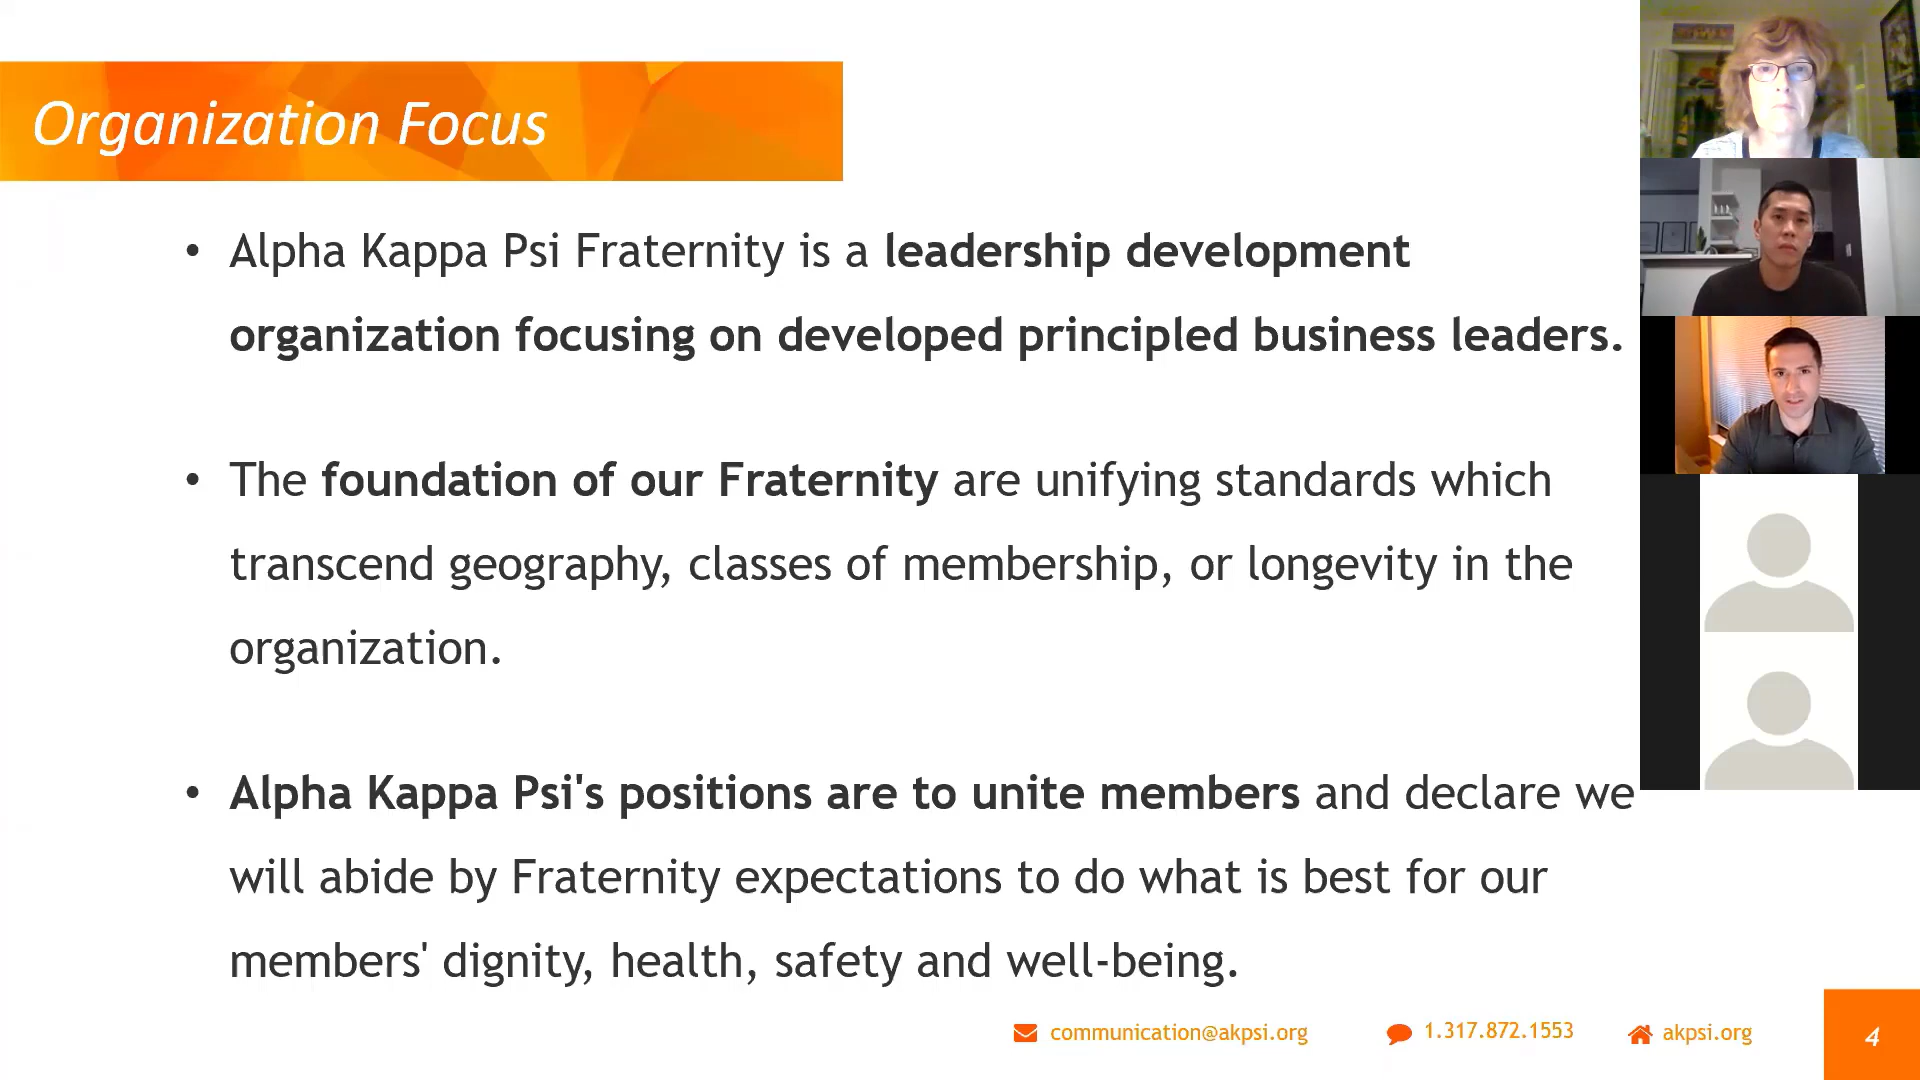 Organization Focus
• Alpha Kappa Psi Fraternity is a leadership development
organization focusing on developed principled business leaders.
• The foundation of our Fraternity are unifying standards which
transcend geography, classes of membership, or longevity in the
organization.
• Alpha Kappa Psi's positions are to unite members and declare we
will abide by Fraternity expectations to do what is best for our
members' dignity, health, safety and well-being.
communication@akpsi.org 1.317.872.1553 akpsi.org 4